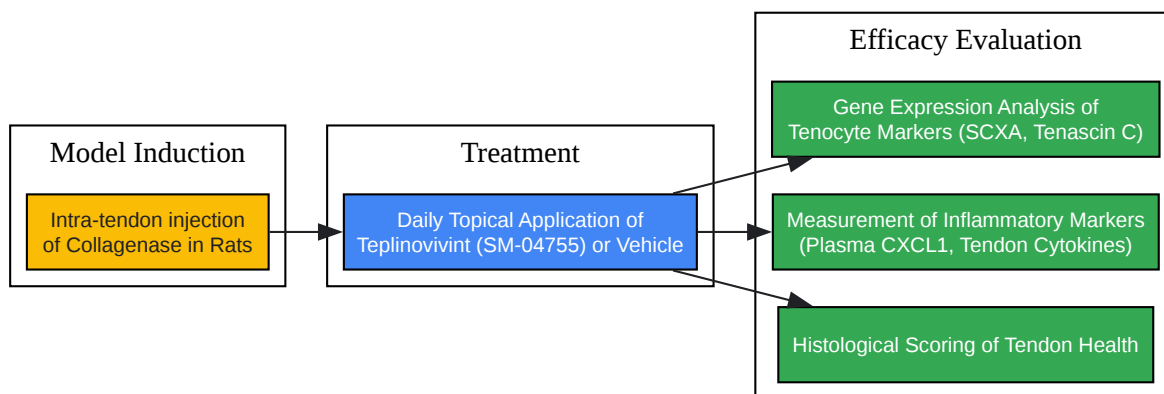 Model Induction
Intra-tendon injection
of Collagenase in Rats
Treatment
Daily Topical Application of
Teplinovivint (SM-04755) or Vehicle
Efficacy Evaluation
Gene Expression Analysis of
Tenocyte Markers (SCXA, Tenascin C)
Measurement of Inflammatory Markers
(Plasma CXCL1, Tendon Cytokines)
Histological Scoring of Tendon Health